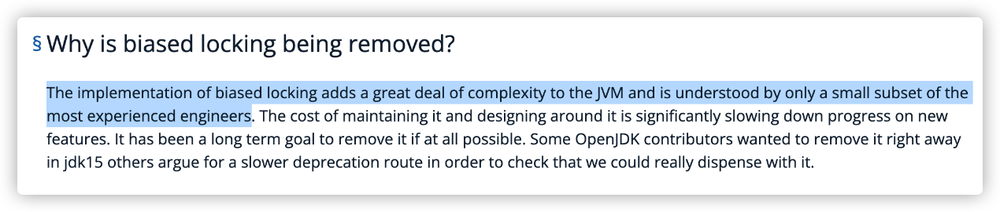 § Why is biased locking being removed?
The implementation of biased locking adds a great deal of complexity to the JVM and is understood by only a small subset of the
most experienced engineers. The cost of maintaining it and designing around it is significantly slowing down progress on new
features. It has been a long term goal to remove it if at all possible. Some OpenJDK contributors wanted to remove it right away
in jdk15 others argue for a slower deprecation route in order to check that we could really dispense with it.